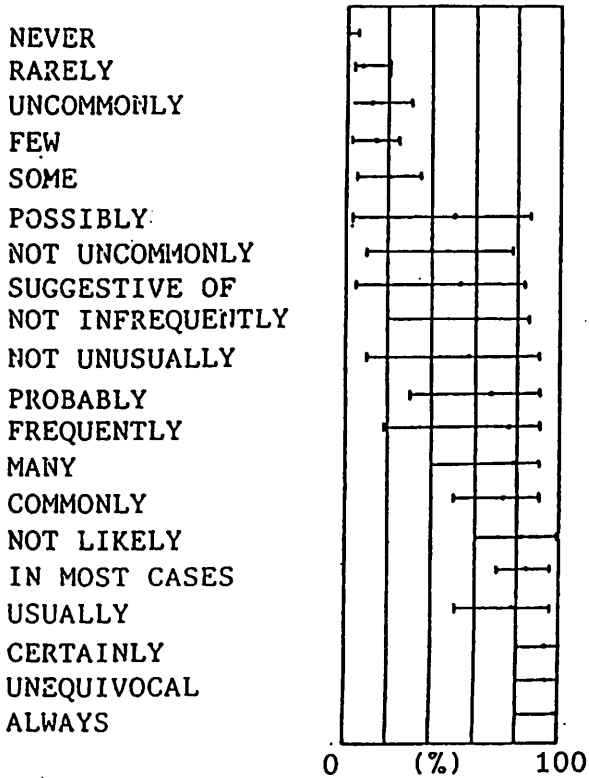 NEVER
RARELY
UNCOMMONLY
FEW
SOME
POSSIBLY
NOT UNCOMMONLY
SUGGESTIVE OF
NOT INFREQUENTLY
NOT UNUSUALLY
PROBABLY
FREQUENTLY
MANY
COMMONLY
NOT LIKELY
IN MOST CASES
USUALLY
CERTAINLY
UNEQUIVOCAL
ALWAYS
0 (%) 100